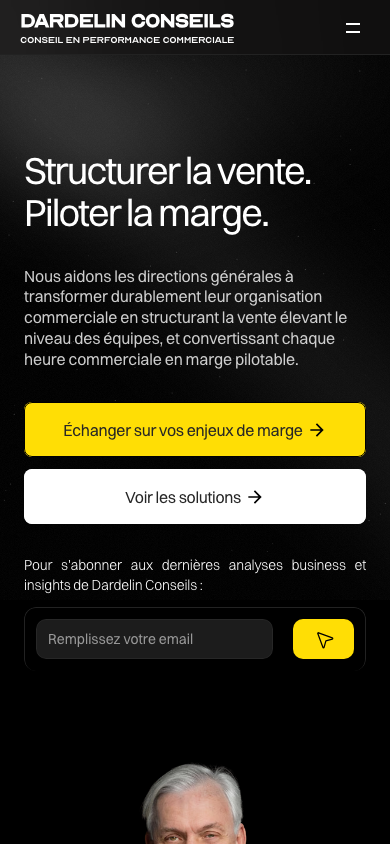 DARDELIN CONSEILS
CONSEIL EN PERFORMANCE COMMERCIALE
Structurer la vente.
Piloter la marge.
Nous aidons les directions générales à
transformer durablement leur organisation
commerciale en structurant la vente élevant le
niveau des équipes, et convertissant chaque
heure commerciale en marge pilotable.
Échanger sur vos enjeux de marge →
Voir les solutions →
Pour s'abonner aux dernières analyses business et
insights de Dardelin Conseils :
Remplissez votre email